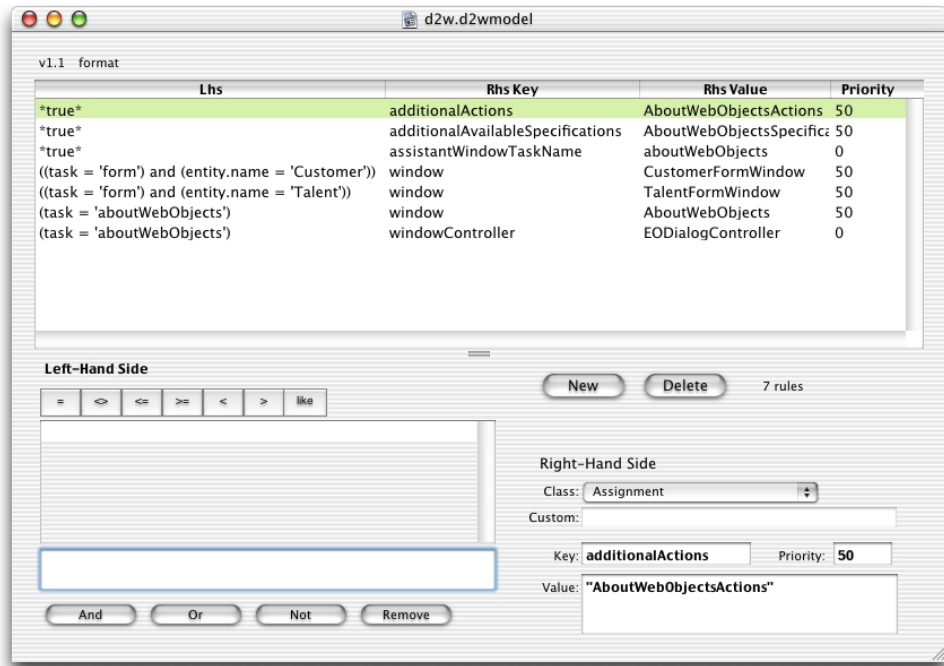 d2w.d2wmodel
v1.1 format
Lhs Rhs Key Rhs Value Priority
*true* additionalActions AboutWebObjectsActions 50
*true* additionalAvailableSpecifications AboutWebObjectsSpecifica 50
*true* assistantWindowTaskName aboutWebObjects 0
((task = 'form') and (entity.name = 'Customer')) window CustomerFormWindow 50
((task = 'form') and (entity.name = 'Talent')) window TalentFormWindow 50
(task = 'aboutWebObjects') window AboutWebObjects 50
(task = 'aboutWebObjects') windowController EODialogController 0
Left-Hand Side
New Delete 7 rules
= <> <= >= < > like
Right-Hand Side
Class: Assignment
Custom:
Key: additionalActions Priority: 50
Value: "AboutWebObjectsActions"
And Or Not Remove